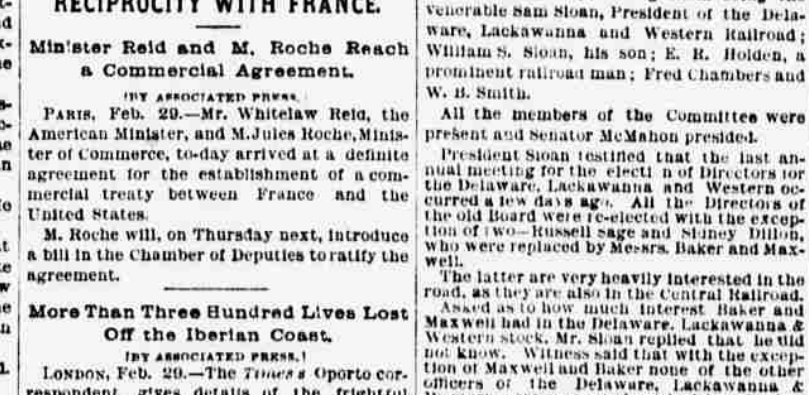 RECIPROCITY WITH FRANCE.
Minister Reid and M. Roche Reach
a Commercial Agreement.
[BY ASSOCIATED PRESS.
PARIS, Feb. 29.—Mr. Whitelaw Reid, the
American Minister, and M. Jules Roche, Minis-
ter of Commerce, to-day arrived at a definite
agreement for the establishment of a com-
mercial treaty between France and the
United States.
M. Roche will, on Thursday next, introduce
a bill in the Chamber of Deputies to ratify the
agreement.
More Than Three Hundred Lives Lost
Off the Iberian Coast.
[BY ASSOCIATED PRESS.]
LONDON, Feb. 29.—The Times's Oporto cor-
respondent gives details of the frightful
venerable Sam Sloan, President of the Dela-
ware, Lackawanna and Western Railroad;
William S. Sloan, his son; E. R. Holden, a
prominent railroad man; Fred Chambers and
W. B. Smith.
All the members of the Committee were
present and Senator McMahon presided.
President Sloan testified that the last an-
nual meeting for the electi n of Directors for
the Delaware, Lackawanna and Western oc-
curred a few days ago. All the Directors of
the old Board were re-elected with the excep-
tion of two—Russell Sage and Sidney Dillon,
who were replaced by Messrs. Baker and Max-
well.
The latter are very heavily interested in the
road, as they are also in the Central Railroad.
Asked as to how much interest Baker and
Maxwell had in the Delaware, Lackawanna &
Western stock, Mr. Sloan replied that he did
not know. Witness said that with the excep-
tion of Maxwell and Baker none of the other
officers of the Delaware, Lackawanna &